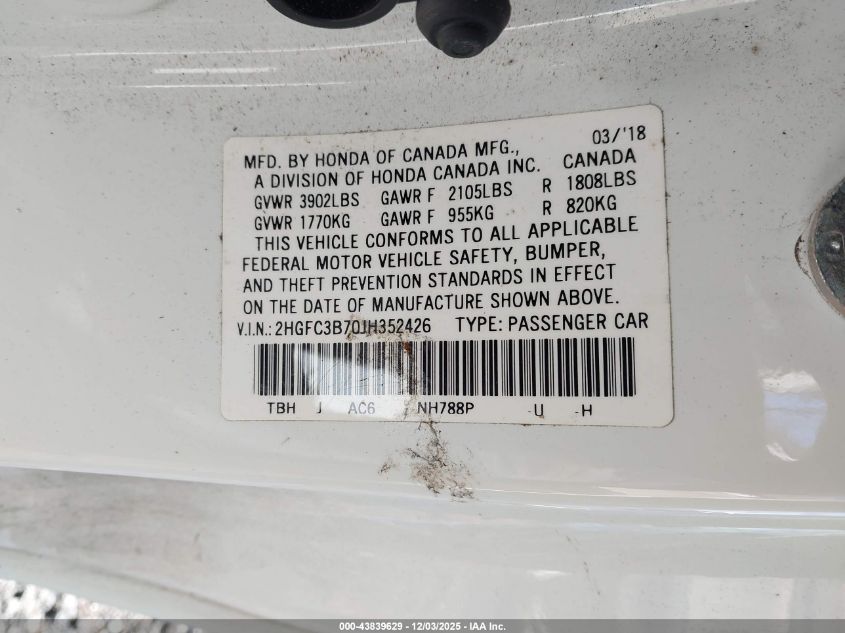 03/'18
MFD. BY HONDA OF CANADA MFG.,
A DIVISION OF HONDA CANADA INC. CANADA
GVWR 3902LBS GAWR F 2105LBS R 1808LBS
GVWR 1770KG GAWR F 955KG R 820KG
THIS VEHICLE CONFORMS TO ALL APPLICABLE
FEDERAL MOTOR VEHICLE SAFETY, BUMPER,
AND THEFT PREVENTION STANDARDS IN EFFECT
ON THE DATE OF MANUFACTURE SHOWN ABOVE.
V.I.N.: 2HGFC3B70JH352426 TYPE: PASSENGER CAR
TBH J AC6 NH788P -U -H
000-43839629 - 12/03/2025 - IAA Inc.